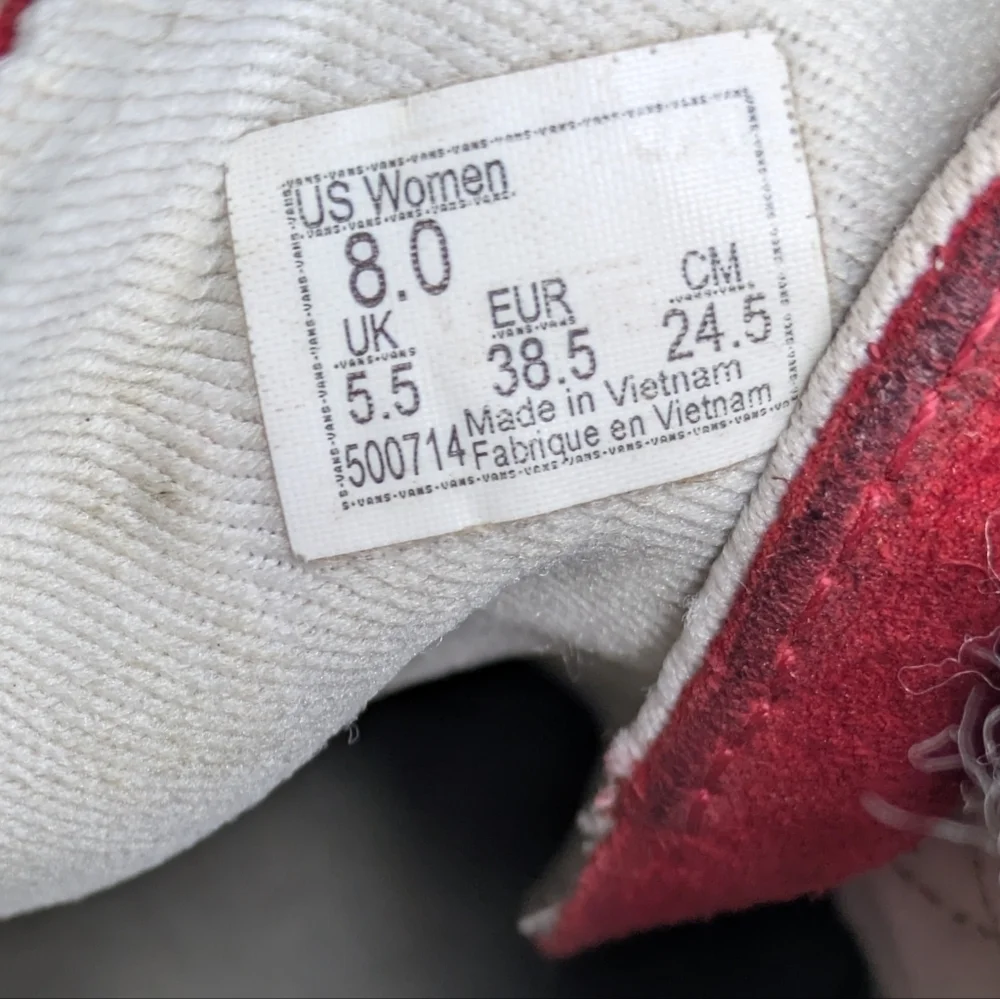 US Women
8.0
UK EUR CM
5.5 38.5 24.5
Made in Vietnam
500714 Fabrique en Vietnam